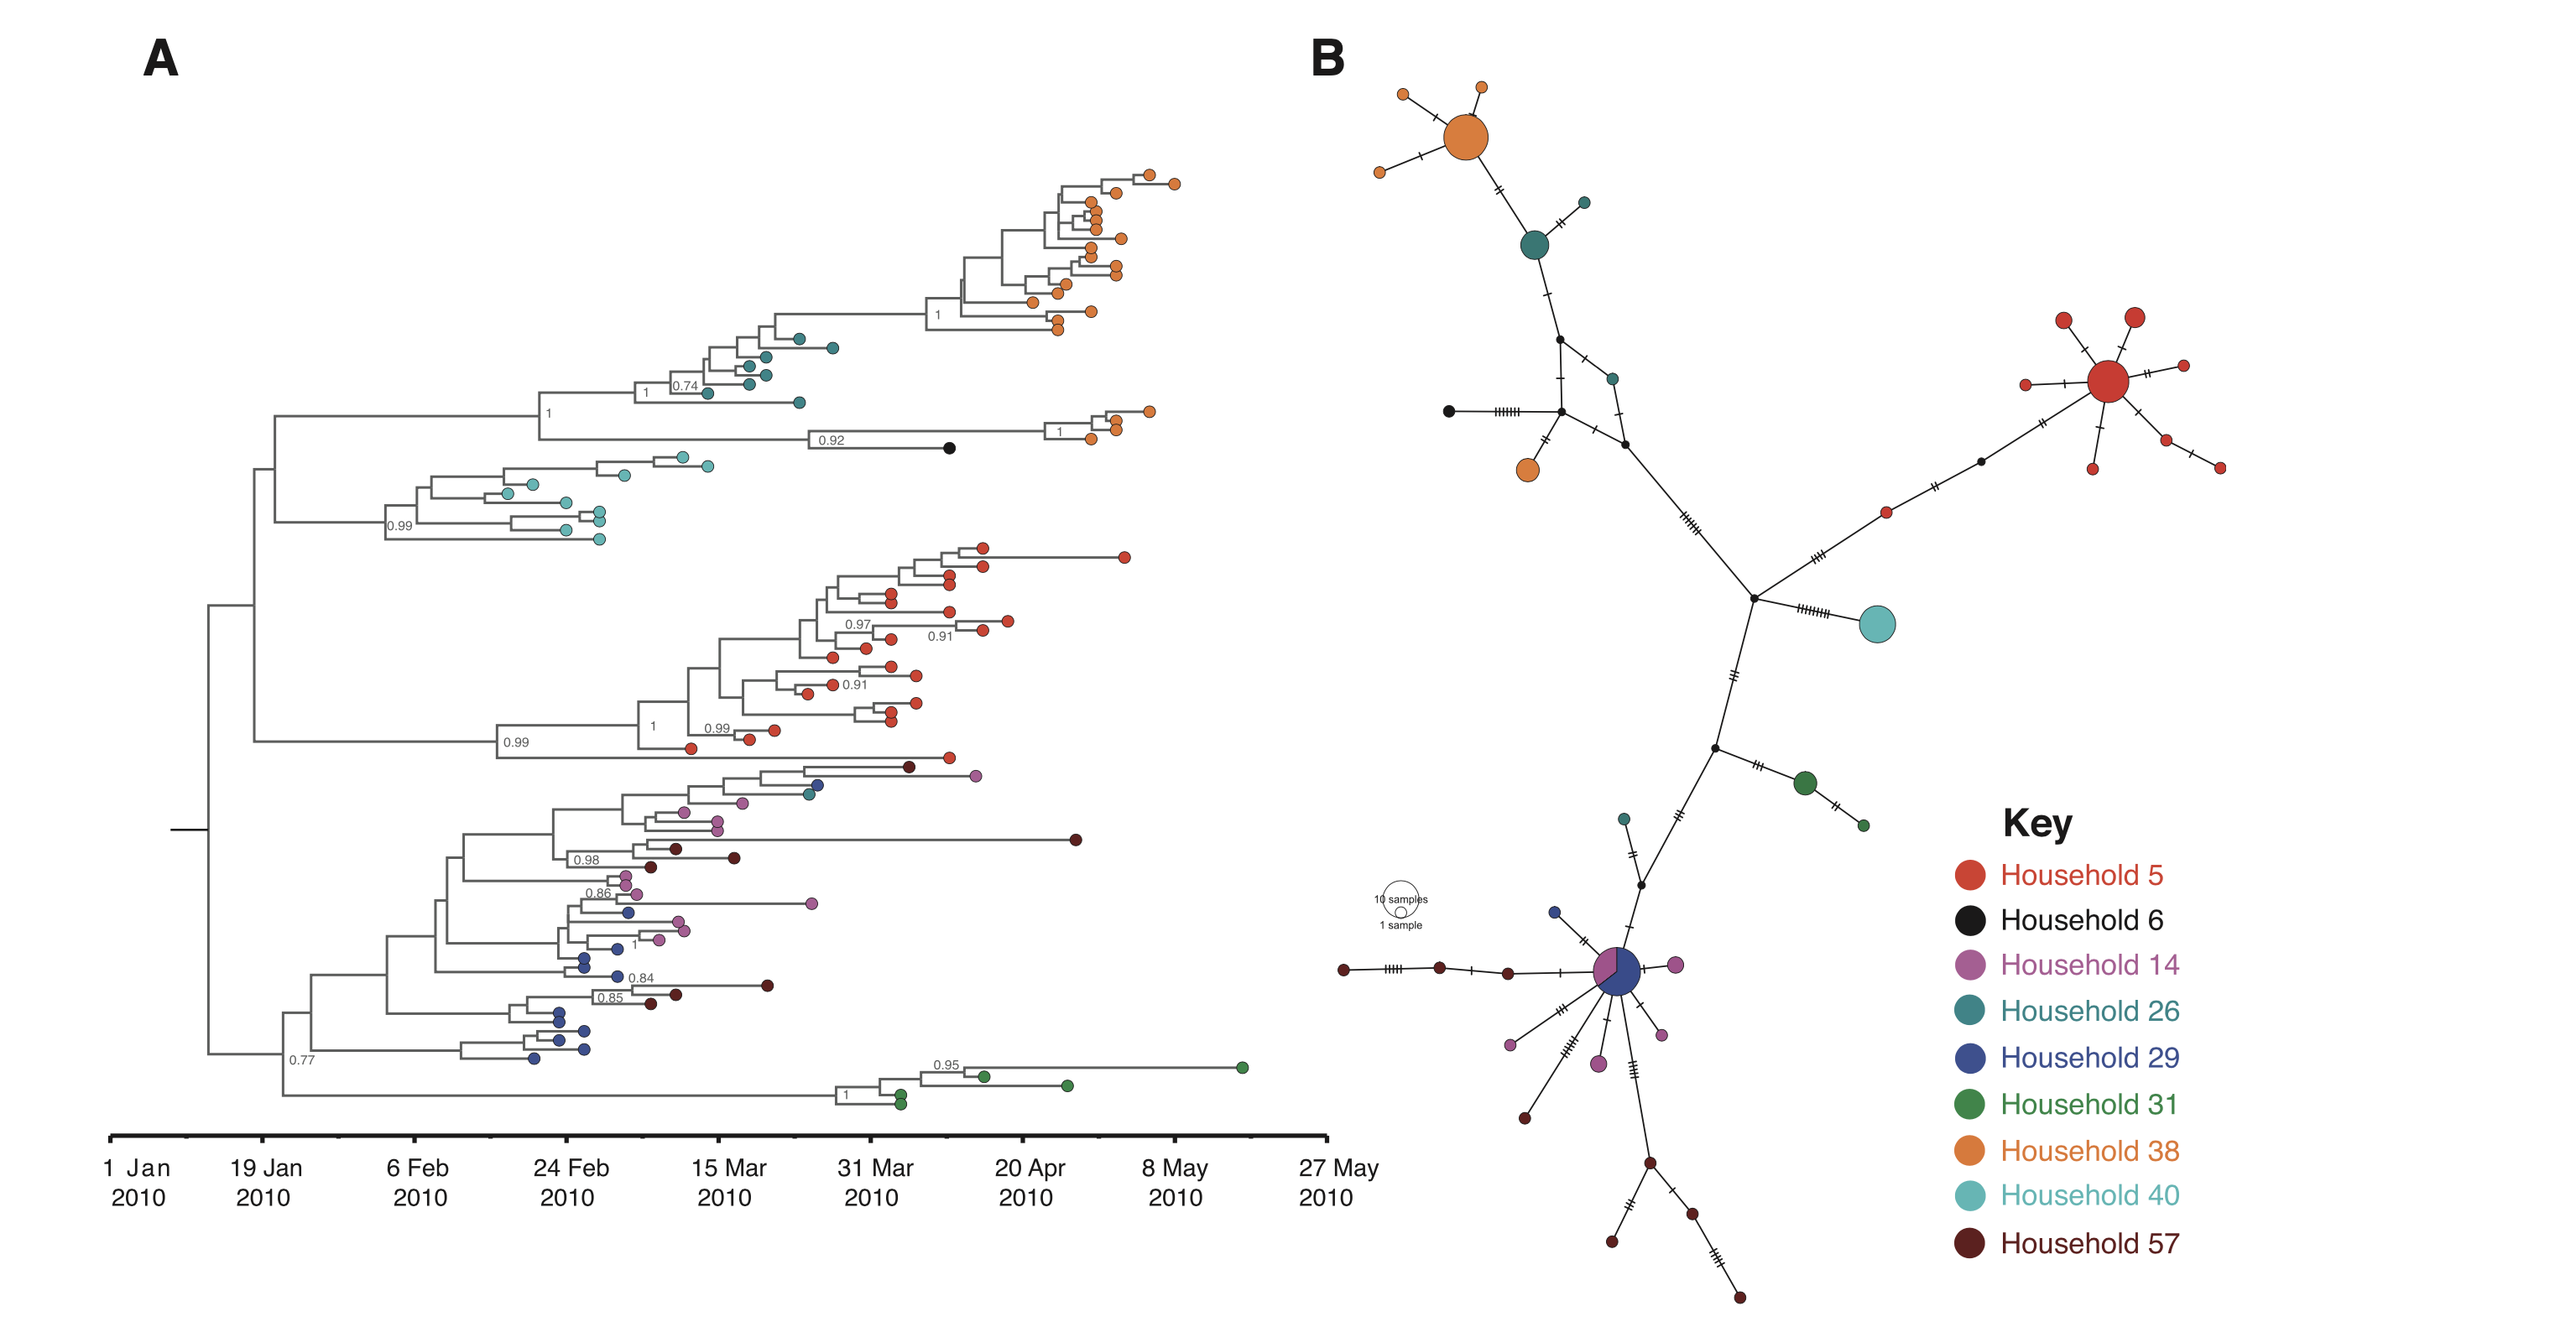 A
B
1
1
0.74
1
1
0.92
0.99
0.97
0.91
0.91
1
0.99
0.99
0.98
0.86
1
0.84
0.85
0.77
0.95
1
1 Jan 2010
19 Jan 2010
6 Feb 2010
24 Feb 2010
15 Mar 2010
31 Mar 2010
20 Apr 2010
8 May 2010
27 May 2010
10 samples
1 sample
Key
Household 5
Household 6
Household 14
Household 26
Household 29
Household 31
Household 38
Household 40
Household 57